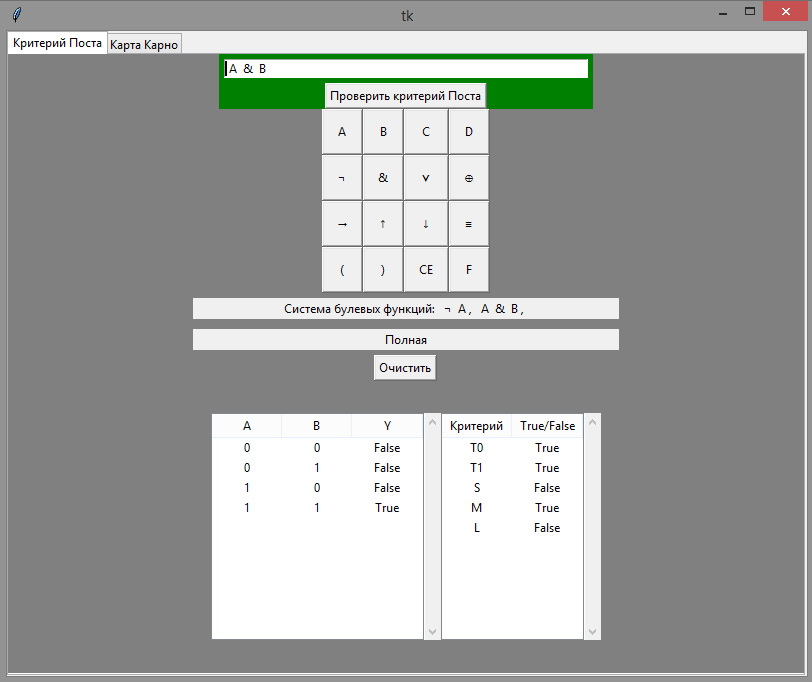 tk
Критерий Поста Карта Карно
A & B
Проверить критерий Поста
A B C D
¬ & ∨ ⊕
→ ↑ ↓ ≡
( ) CE F
Система булевых функций: ¬ A, A & B,
Полная
Очистить
A B Y Критерий True/False
0 0 False T0 True
0 1 False T1 True
1 0 False S False
1 1 True M True
L False